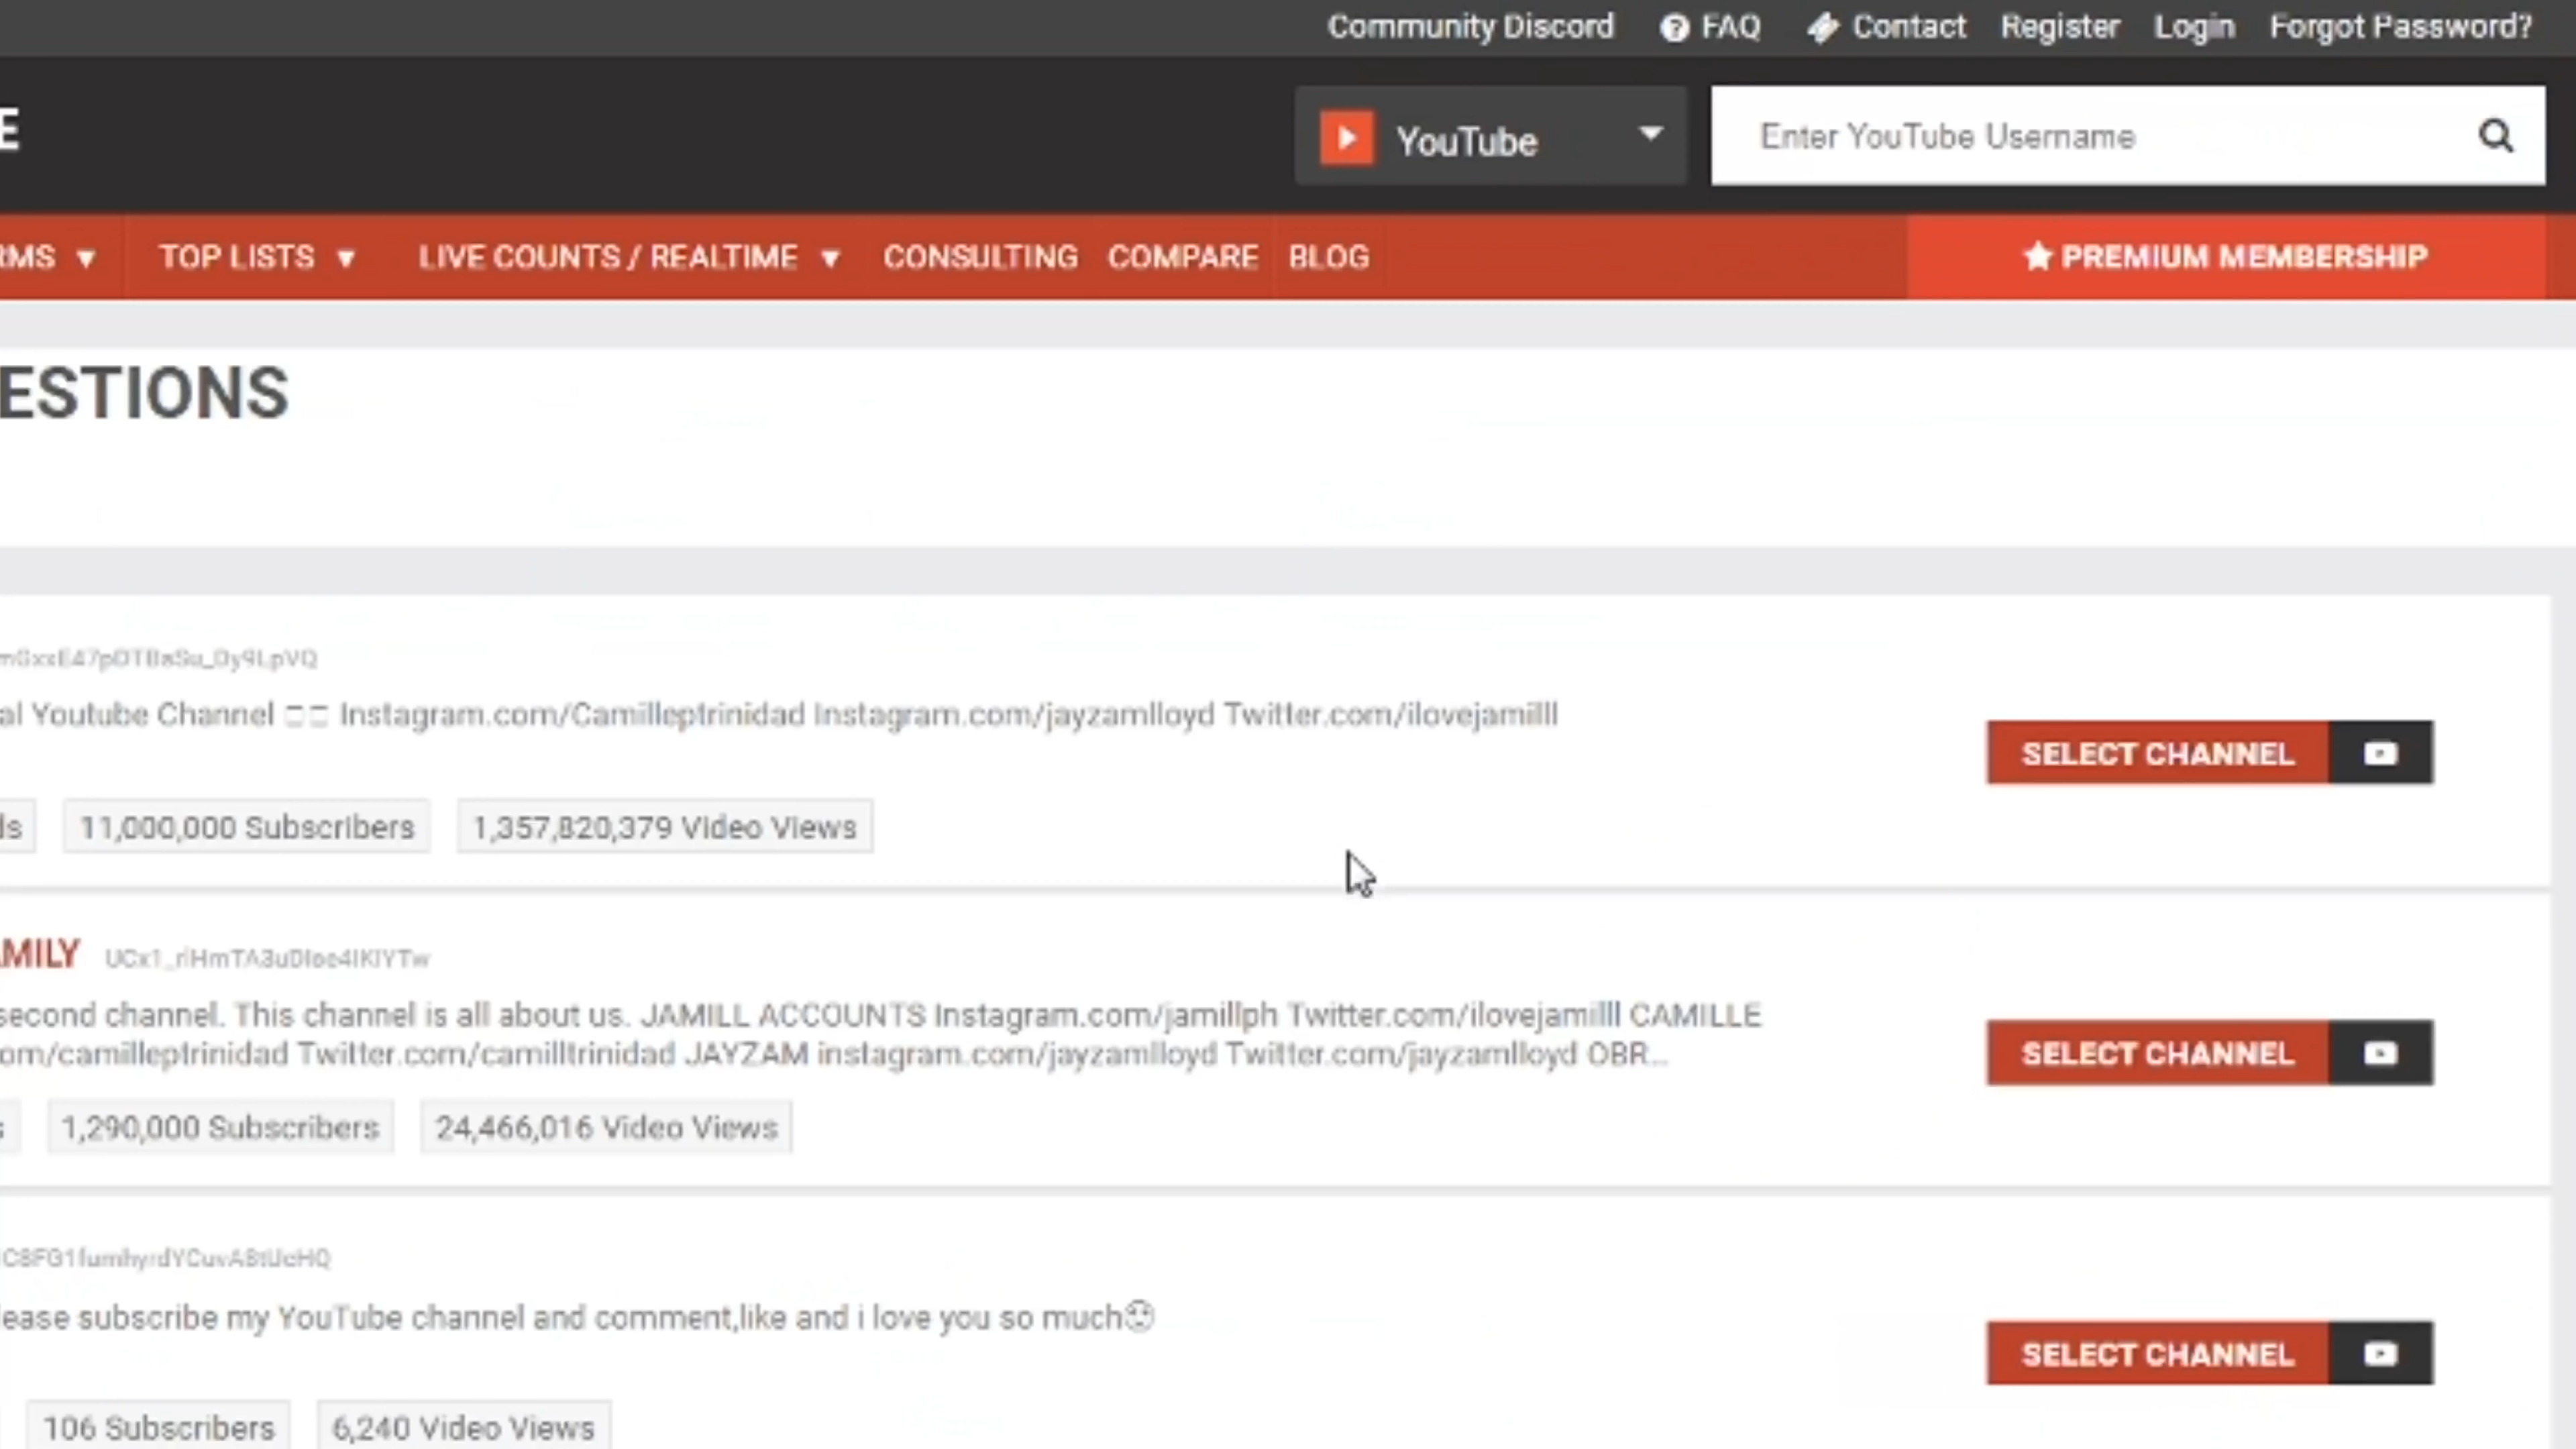 Community Discord FAQ Contact Register Login Forgot Password?
E YouTube Enter YouTube Username
RMS TOP LISTS LIVE COUNTS / REALTIME CONSULTING COMPARE BLOG PREMIUM MEMBERSHIP
ESTIONS
al Youtube Channel Instagram.com/Camilleptrinidad Instagram.com/jayzamlloyd Twitter.com/ilovejamilll
SELECT CHANNEL
ds 11,000,000 Subscribers 1,357,820,379 Video Views
AMILY
second channel. This channel is all about us. JAMILL ACCOUNTS Instagram.com/jamillph Twitter.com/ilovejamilll CAMILLE
om/camilleptrinidad Twitter.com/camilltrinidad JAYZAM instagram.com/jayzamlloyd Twitter.com/jayzamlloyd OBR...
SELECT CHANNEL
s 1,290,000 Subscribers 24,466,016 Video Views
lease subscribe my YouTube channel and comment,like and i love you so much
SELECT CHANNEL
106 Subscribers 6,240 Video Views